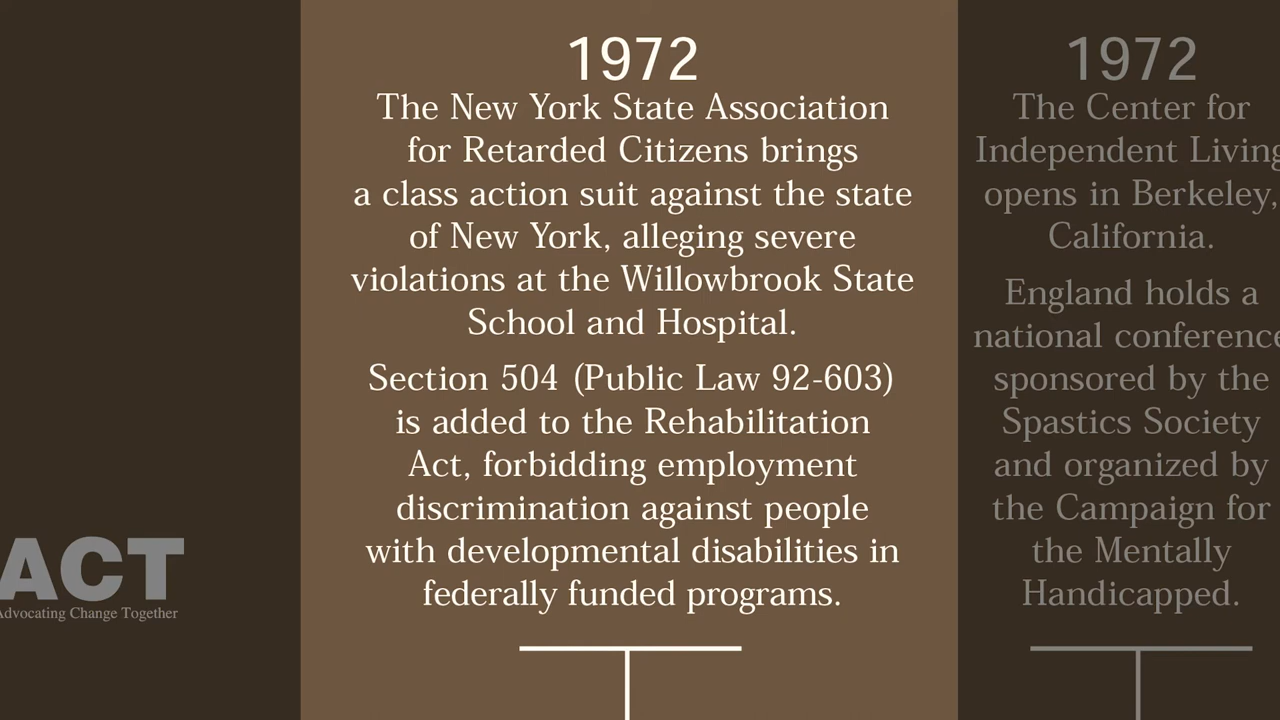 1972
The New York State Association
for Retarded Citizens brings
a class action suit against the state
of New York, alleging severe
violations at the Willowbrook State
School and Hospital.
Section 504 (Public Law 92-603)
is added to the Rehabilitation
Act, forbidding employment
discrimination against people
with developmental disabilities in
federally funded programs.
1972
The Center for
Independent Living
opens in Berkeley,
California.
England holds a
national conference
sponsored by the
Spastics Society
and organized by
the Campaign for
the Mentally
Handicapped.
ACT
Advocating Change Together